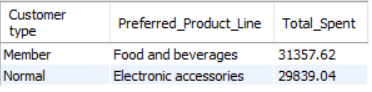 Customer type Preferred_Product_Line Total_Spent
Member Food and beverages 31357.62
Normal Electronic accessories 29839.04